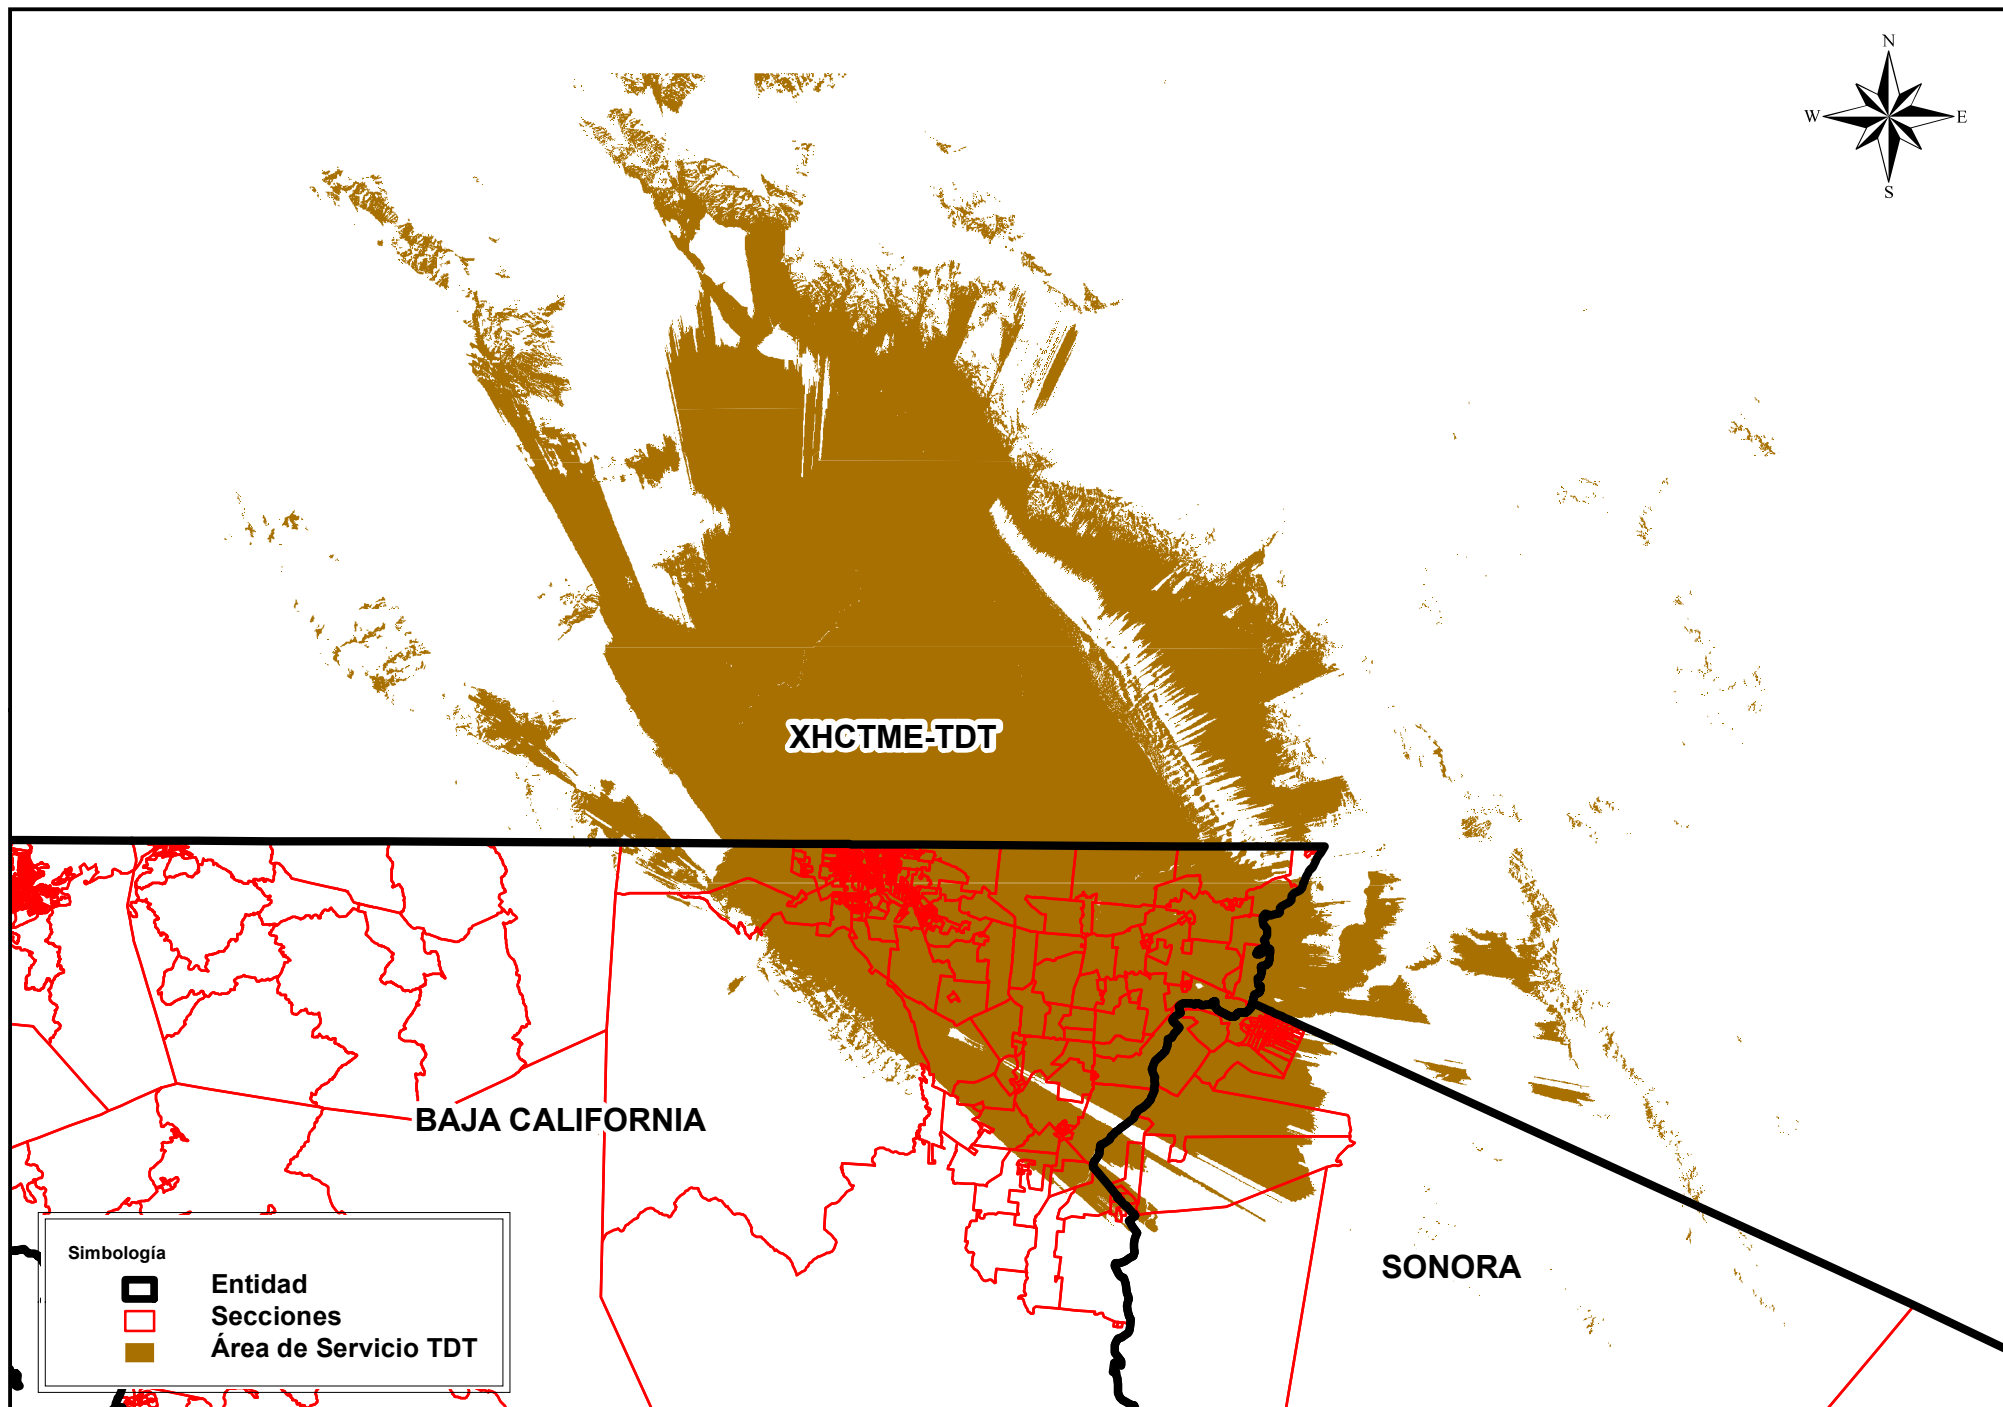 N
W E
S
XHCTME-TDT
BAJA CALIFORNIA
SONORA
Simbología
Entidad
Secciones
Área de Servicio TDT